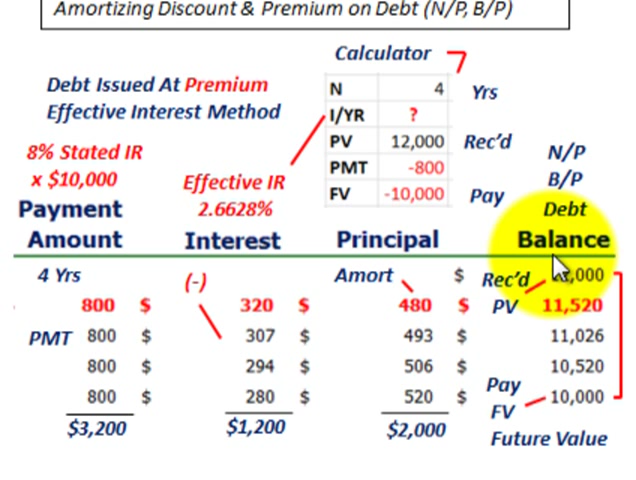 Amortizing Discount & Premium on Debt (N/P, B/P)
Calculator
Debt Issued At Premium
Effective Interest Method
N 4 Yrs
I/YR ?
PV 12,000 Rec'd
PMT -800
FV -10,000 Pay
8% Stated IR
x $10,000
Effective IR
2.6628%
N/P
B/P
Debt
Payment
Amount
Interest
Principal
Balance
4 Yrs (-) Amort $ Rec'd ,000
800 $ 320 $ 480 $ PV 11,520
PMT 800 $ 307 $ 493 $ 11,026
800 $ 294 $ 506 $ 10,520
800 $ 280 $ 520 $ Pay 10,000
FV
$3,200 $1,200 $2,000
Future Value